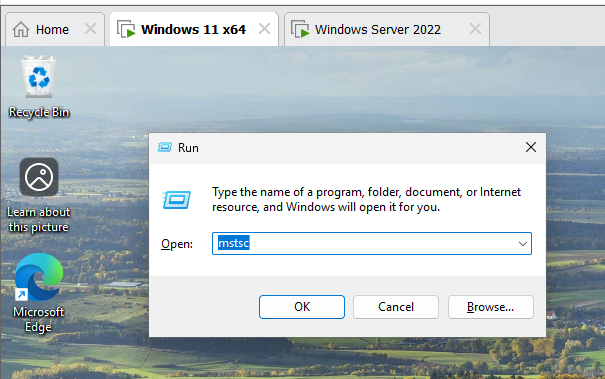 Home
Windows 11 x64
Windows Server 2022
Recycle Bin
Learn about
this picture
Microsoft
Edge
Run
Type the name of a program, folder, document, or Internet
resource, and Windows will open it for you.
Open:
mstsc
OK
Cancel
Browse...